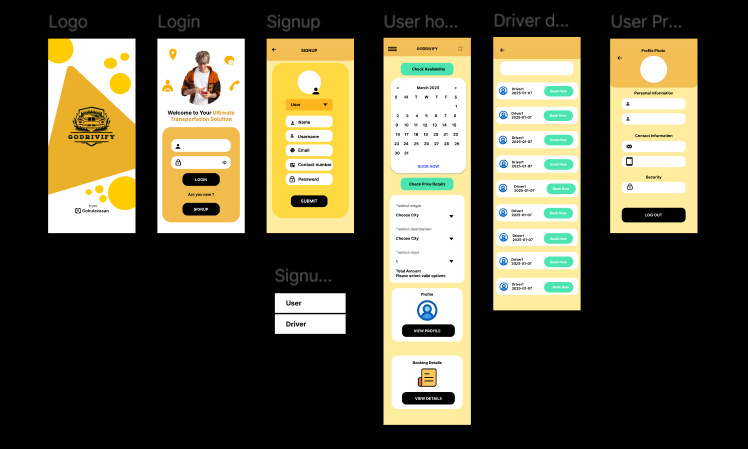 Logo
Login
Signup
User ho...
Driver d...
User Pr...
GODRIVIFY
from
Gokulavasan
Welcome to Your Ultimate
Transportation Solution
LOGIN
Are you new ?
SIGNUP
SIGNUP
User
Name
Username
Email
Contact number
Password
SUBMIT
Signu...
User
Driver
GODRIVIFY
Check Availability
< March 2025 >
S M T W T F S
1
2 3 4 5 6 7 8
9 10 11 12 13 14 15
16 17 18 19 20 21 22
23 24 25 26 27 28 29
30 31
BOOK NOW
Check Price Details
*select origin
Choose City
*select destination
Choose City
*select days
1
Total Amount
Please select valid options
Profile
VIEW PROFILE
Booking Details
VIEW DETAILS
Driver1
2025-01-07
Book Now
Driver1
2025-01-07
Book Now
Driver1
2025-01-07
Book Now
Driver1
2025-01-07
Book Now
Driver1
2025-01-07
Book Now
Driver1
2025-01-07
Book Now
Driver1
2025-01-07
Book Now
Driver1
2025-01-07
Book Now
Driver1
2025-01-07
Book Now
Profile Photo
Personal Information
Contact Information
Security
LOG OUT